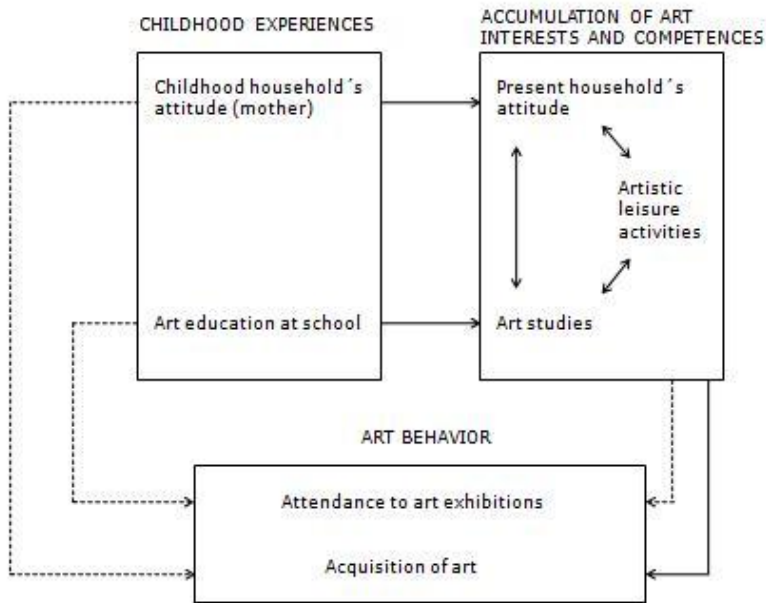 CHILDHOOD EXPERIENCES
ACCUMULATION OF ART
INTERESTS AND COMPETENCES
Childhood household´s
attitude (mother)
Present household´s
attitude
Artistic
leisure
activities
Art education at school
Art studies
ART BEHAVIOR
Attendance to art exhibitions
Acquisition of art